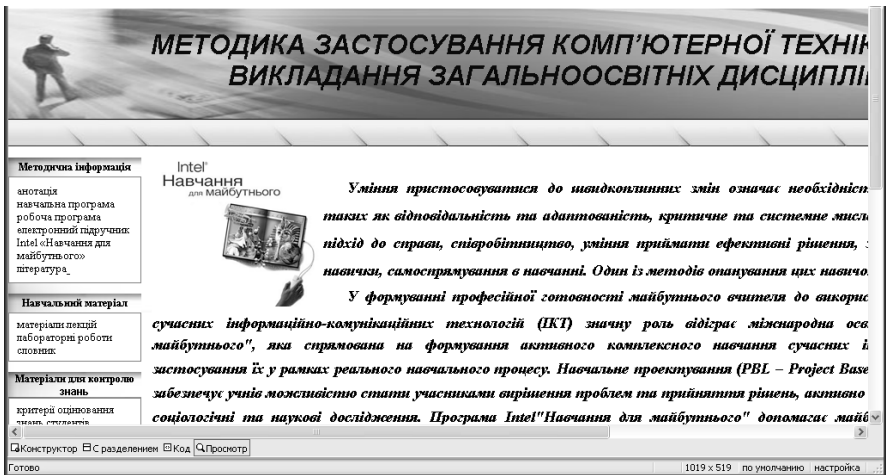 МЕТОДИКА ЗАСТОСУВАННЯ КОМП'ЮТЕРНОЇ ТЕХНІК
ВИКЛАДАННЯ ЗАГАЛЬНООСВІТНІХ ДИСЦИПЛІ
Методична інформація
анотація
навчальна програма
робоча програма
електронний підручник
Intel «Навчання для
майбутнього»
література
Навчальний матеріал
матеріали лекцій
лабораторні роботи
словник
Матеріали для контролю
знань
критерії оцінювання
знань студентів
Intel
Навчання
для майбутнього
Уміння пристосовуватися до швидкоплинних змін означає необхідніст
таких як відповідальність та адаптованість, критичне та системне мисл
підхід до справи, співробітництво, уміння приймати ефективні рішення,
навички, самоспрямування в навчанні. Один із методів опанування цих навичо
У формуванні професійної готовності майбутнього вчителя до викорис
сучасних інформаційно-комунікаційних технологій (ІКТ) значну роль відіграє міжнародна осв
майбутнього", яка спрямована на формування активного комплексного навчання сучасних
застосування їх у рамках реального навчального процесу. Навчальне проектування (PBL – Project Base
забезпечує учнів можливістю стати учасниками вирішення проблем та прийняття рішень, активно
соціологічні та наукові дослідження. Програма Intel"Навчання для майбутнього" допомагає май
Конструктор С разделением Код Просмотр
Готово 1019 x 519 по умолчанию настройка